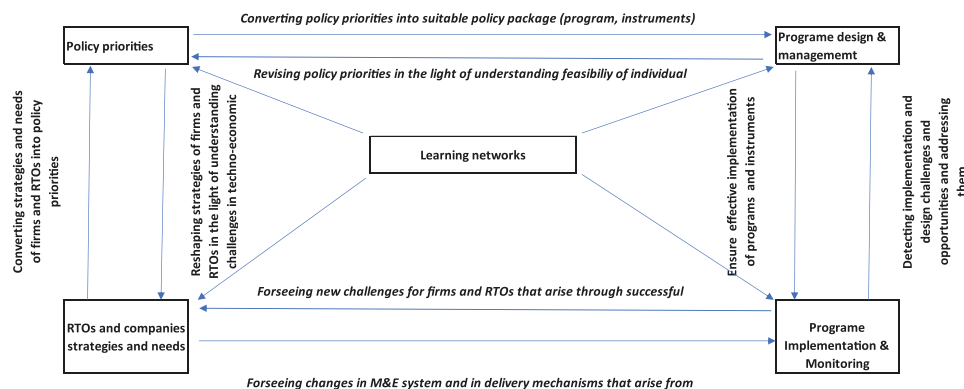 Converting policy priorities into suitable policy package (program, instruments)
Policy priorities
Programe design &
managememt
Revising policy priorities in the light of understanding feasibiliy of individual
Converting strategies and needs
of firms and RTOs into policy
priorities
Reshaping strategies of firms and
RTOs in the light of understanding
challenges in techno-economic
Learning networks
Ensure effective implementation
of programs and instruments
Detecting implementation and
design challenges and
opportunities and addressing
them
Forseeing new challenges for firms and RTOs that arise through successful
RTOs and companies
strategies and needs
Programe
Implementation &
Monitoring
Forseeing changes in M&E system and in delivery mechanisms that arise from